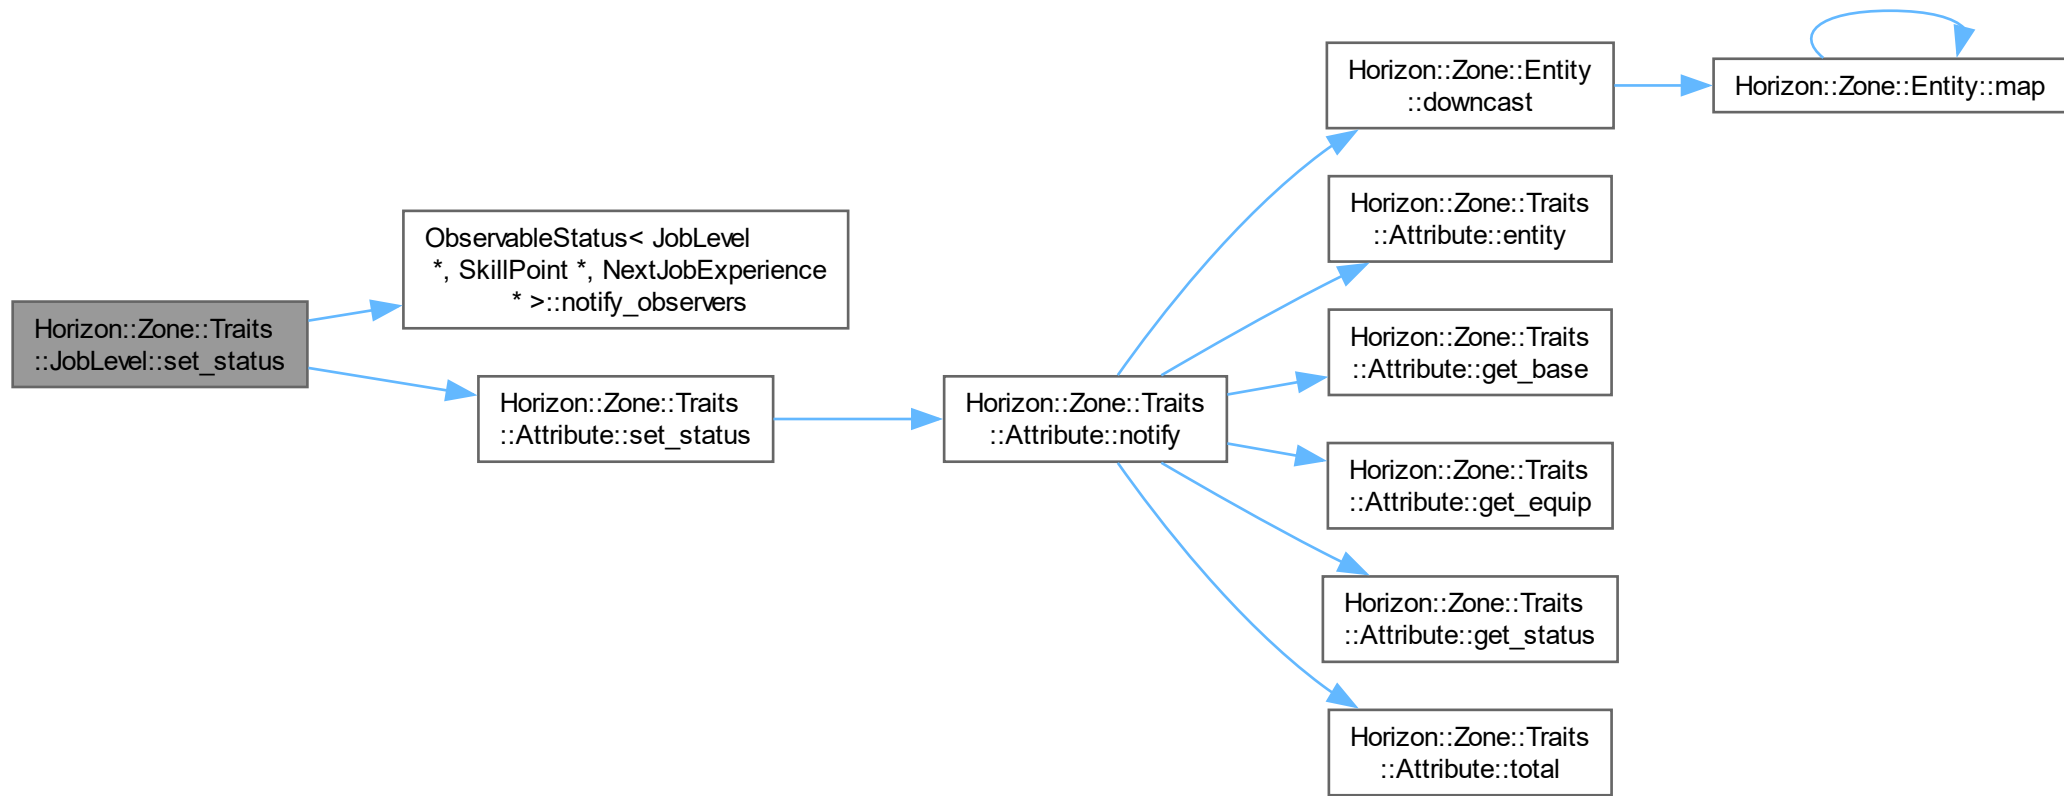 Horizon::Zone::Traits
::JobLevel::set_status
ObservableStatus< JobLevel
*, SkillPoint *, NextJobExperience
* >::notify_observers
Horizon::Zone::Traits
::Attribute::set_status
Horizon::Zone::Traits
::Attribute::notify
Horizon::Zone::Entity
::downcast
Horizon::Zone::Entity::map
Horizon::Zone::Traits
::Attribute::entity
Horizon::Zone::Traits
::Attribute::get_base
Horizon::Zone::Traits
::Attribute::get_equip
Horizon::Zone::Traits
::Attribute::get_status
Horizon::Zone::Traits
::Attribute::total